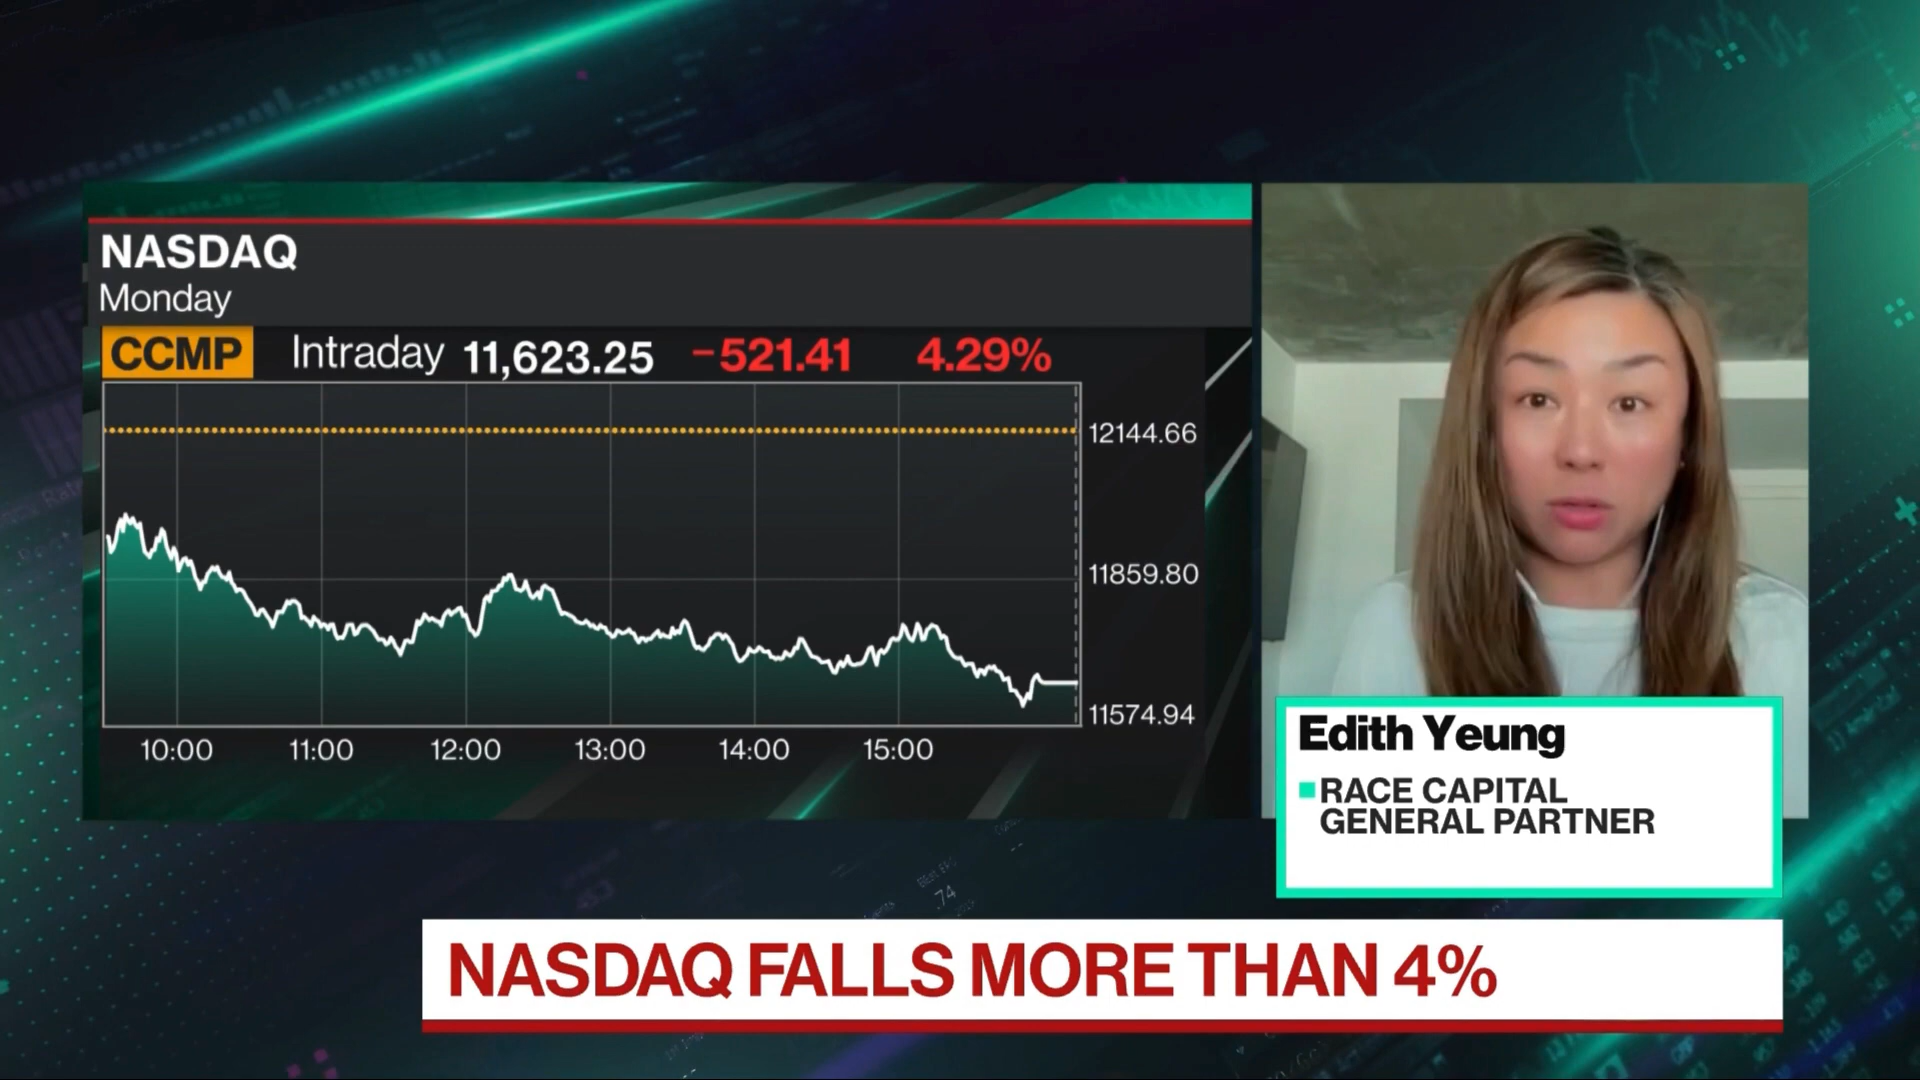 NASDAQ
Monday
CCMP Intraday 11,623.25 -521.41 4.29%
12144.66
11859.80
11574.94
10:00 11:00 12:00 13:00 14:00 15:00
Edith Yeung
RACE CAPITAL
GENERAL PARTNER
NASDAQ FALLS MORE THAN 4%